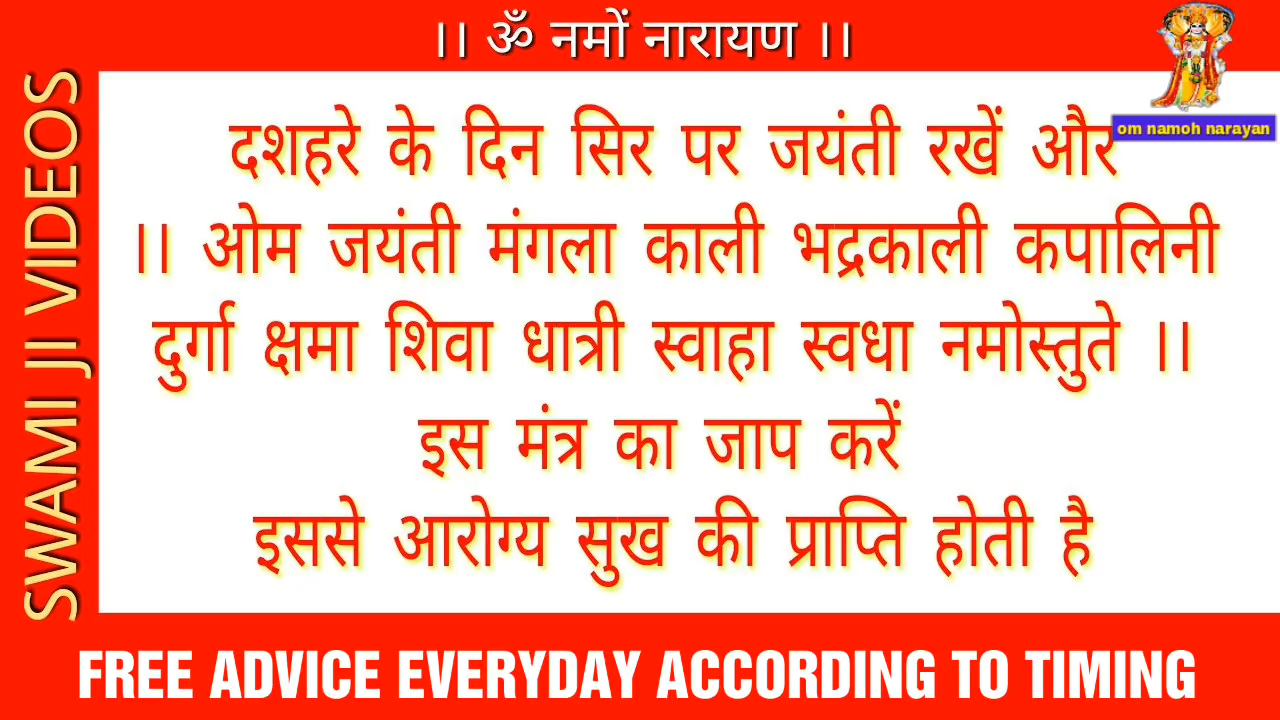 ।। ॐ नमों नारायण ।।
om namoh narayan
SWAMI JI VIDEOS
दशहरे के दिन सिर पर जयंती रखें और
।। ओम जयंती मंगला काली भद्रकाली कपालिनी
दुर्गा क्षमा शिवा धात्री स्वाहा स्वधा नमोस्तुते ।।
इस मंत्र का जाप करें
इससे आरोग्य सुख की प्राप्ति होती है
FREE ADVICE EVERYDAY ACCORDING TO TIMING